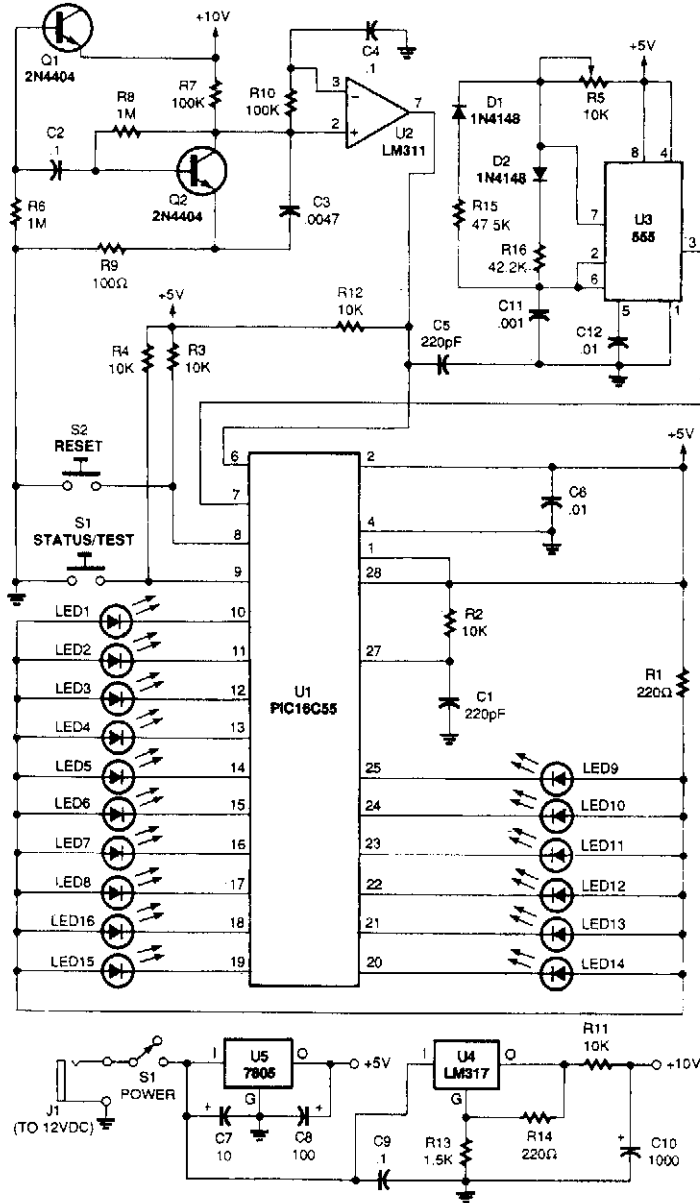 Q1
2N4404
+10V
R7
100K
R8
1M
C2
.1
R6
1M
Q2
2N4404
R9
100Ω
R10
100K
C4
.1
3
2
7
U2
LM311
C3
.0047
D1
1N4148
D2
1N4148
R5
10K
+5V
8
4
7
2
6
3
5
1
U3
555
R15
47.5K
R16
42.2K
C11
.001
C12
.01
+5V
R4
10K
R3
10K
R12
10K
C5
220pF
S2
RESET
S1
STATUS/TEST
6
7
8
9
10
11
12
13
14
15
16
17
18
19
U1
PIC16C55
2
4
1
28
27
25
24
23
22
21
20
+5V
C6
.01
R2
10K
C1
220pF
R1
220Ω
LED1
LED2
LED3
LED4
LED5
LED6
LED7
LED8
LED16
LED15
LED9
LED10
LED11
LED12
LED13
LED14
J1
(TO 12VDC)
S1
POWER
I
U5
7805
O
G
+5V
C7
10
+
C8
100
+
I
U4
LM317
O
G
R11
10K
+10V
C9
.1
R13
1.5K
R14
220Ω
+
C10
1000